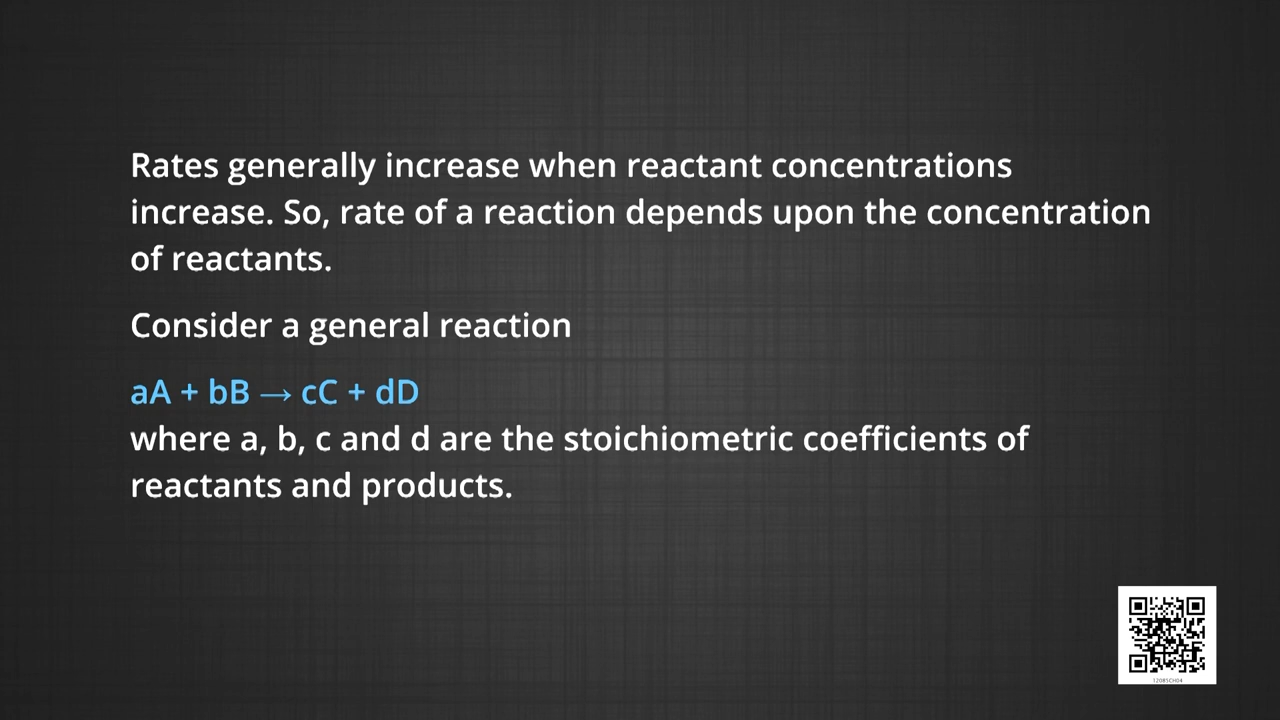 Rates generally increase when reactant concentrations
increase. So, rate of a reaction depends upon the concentration
of reactants.
Consider a general reaction
aA + bB → cC + dD
where a, b, c and d are the stoichiometric coefficients of
reactants and products.
12085CH04